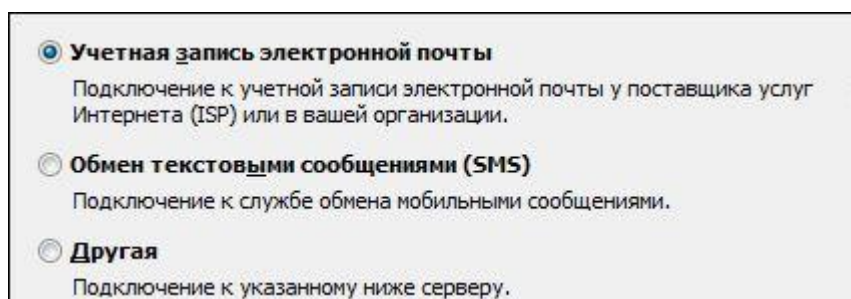 Учетная запись электронной почты
Подключение к учетной записи электронной почты у поставщика услуг
Интернета (ISP) или в вашей организации.
Обмен текстовыми сообщениями (SMS)
Подключение к службе обмена мобильными сообщениями.
Другая
Подключение к указанному ниже серверу.